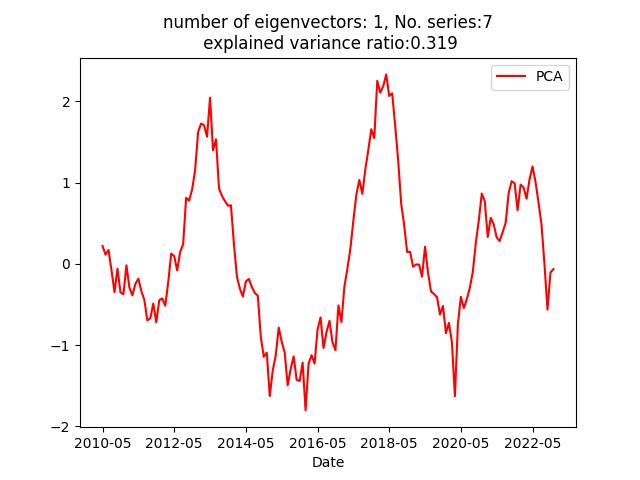 number of eigenvectors: 1, No. series:7
explained variance ratio:0.319
PCA
2
1
0
−1
−2
2010-05 2012-05 2014-05 2016-05 2018-05 2020-05 2022-05
Date